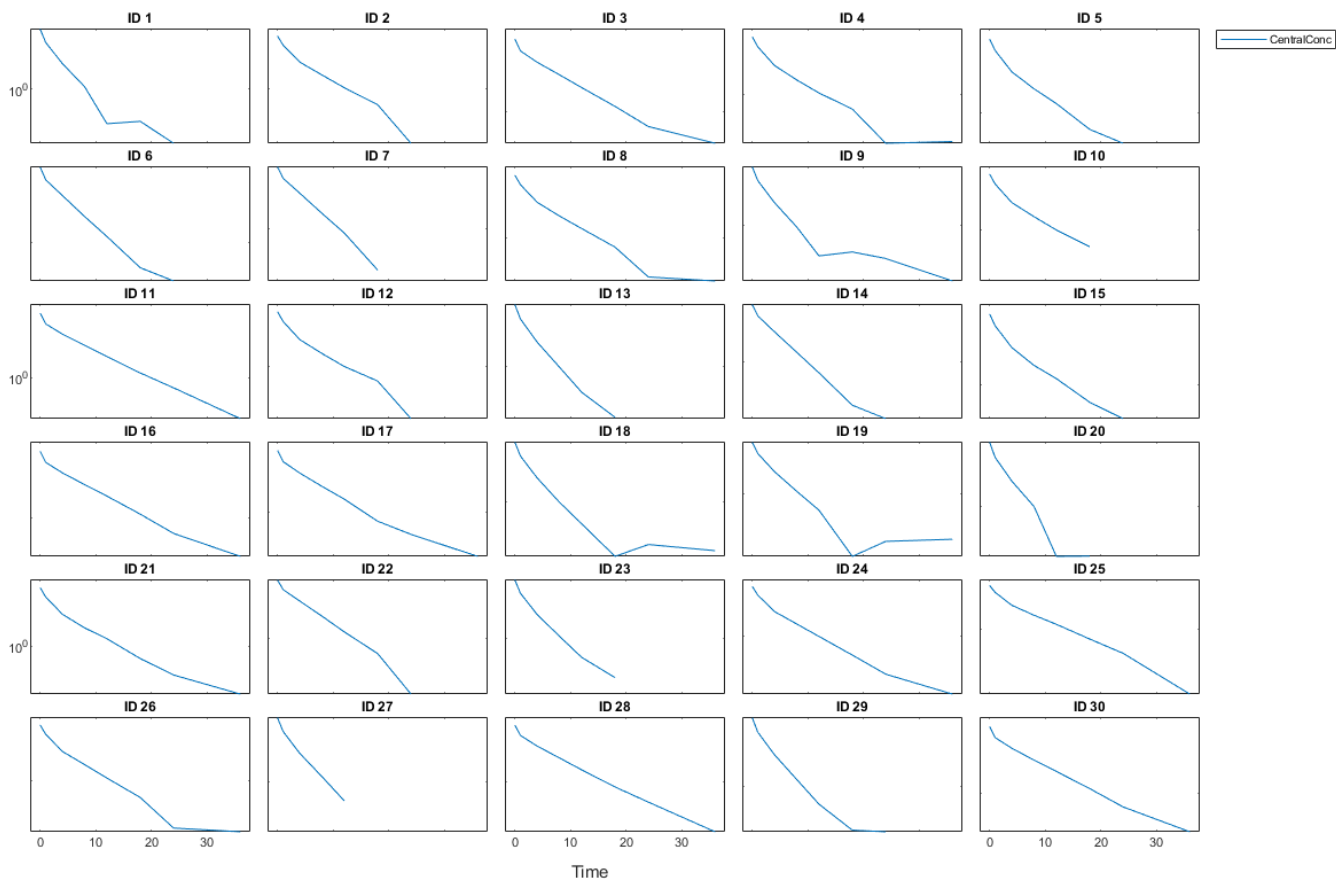 ID 1 ID 2 ID 3 ID 4 ID 5
CentralConc
10^0
ID 6 ID 7 ID 8 ID 9 ID 10
ID 11 ID 12 ID 13 ID 14 ID 15
10^0
ID 16 ID 17 ID 18 ID 19 ID 20
ID 21 ID 22 ID 23 ID 24 ID 25
10^0
ID 26 ID 27 ID 28 ID 29 ID 30
0 10 20 30 0 10 20 30 0 10 20 30
Time